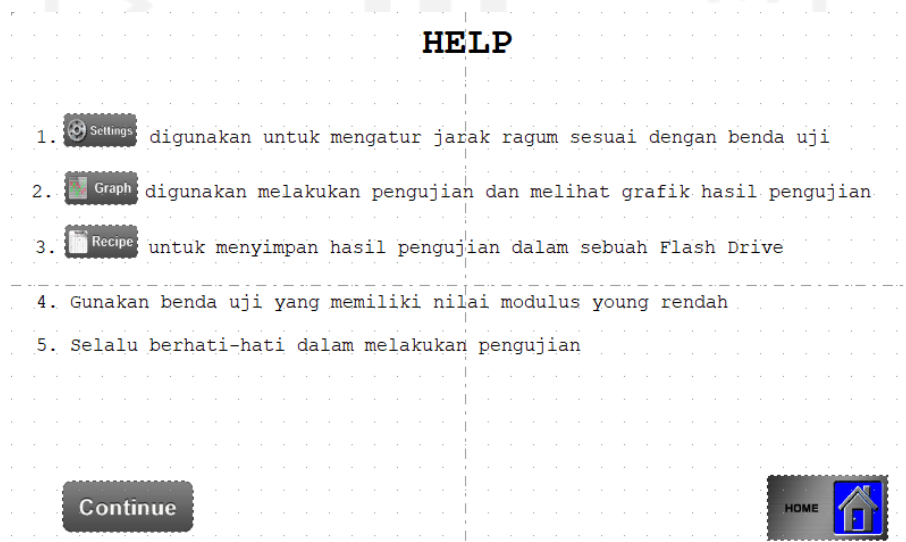 HELP
1. Settings digunakan untuk mengatur jarak ragum sesuai dengan benda uji
2. Graph digunakan melakukan pengujian dan melihat grafik hasil pengujian
3. Recipe untuk menyimpan hasil pengujian dalam sebuah Flash Drive
4. Gunakan benda uji yang memiliki nilai modulus young rendah
5. Selalu berhati-hati dalam melakukan pengujian
Continue
HOME